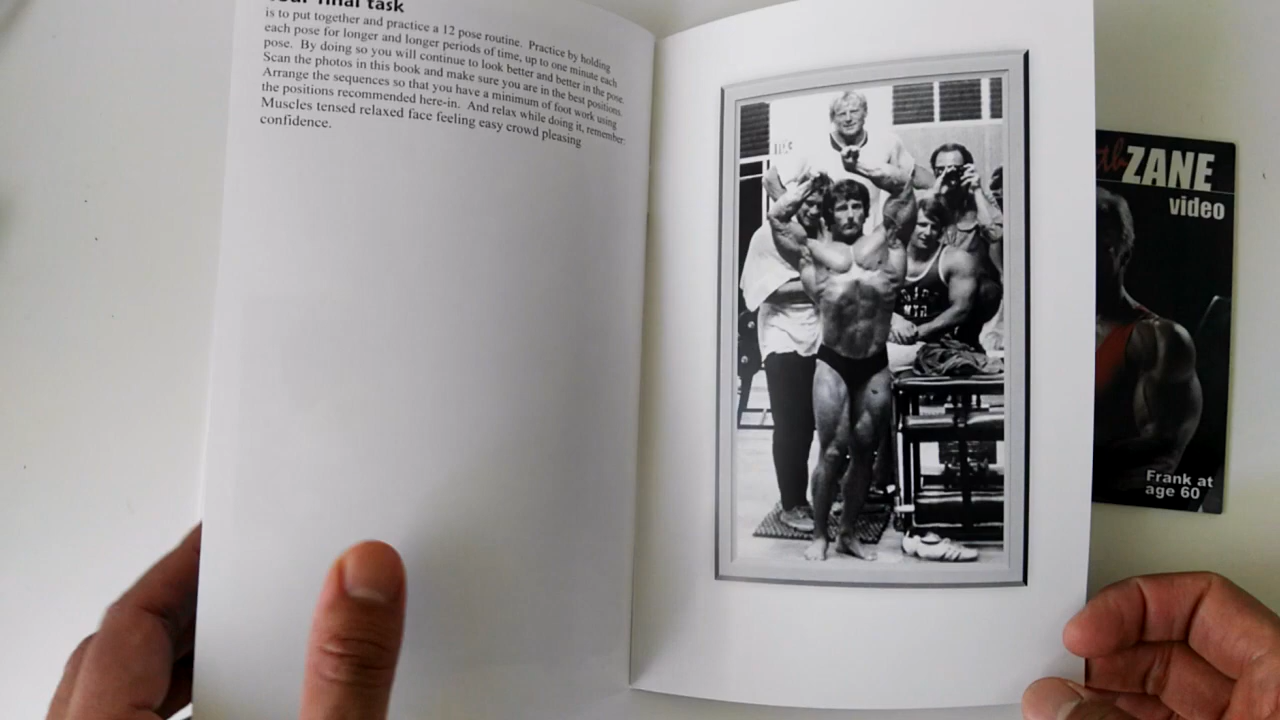 Your final task
is to put together and practice a 12 pose routine. Practice by holding
each pose for longer and longer periods of time, up to one minute each
pose. By doing so you will continue to look better and better in the pose.
Scan the photos in this book and make sure you are in the best positions.
Arrange the sequences so that you have a minimum of foot work using
the positions recommended here-in. And relax while doing it, remember:
Muscles tensed relaxed face feeling easy crowd pleasing
confidence.
ZANE
video
Frank at
age 60